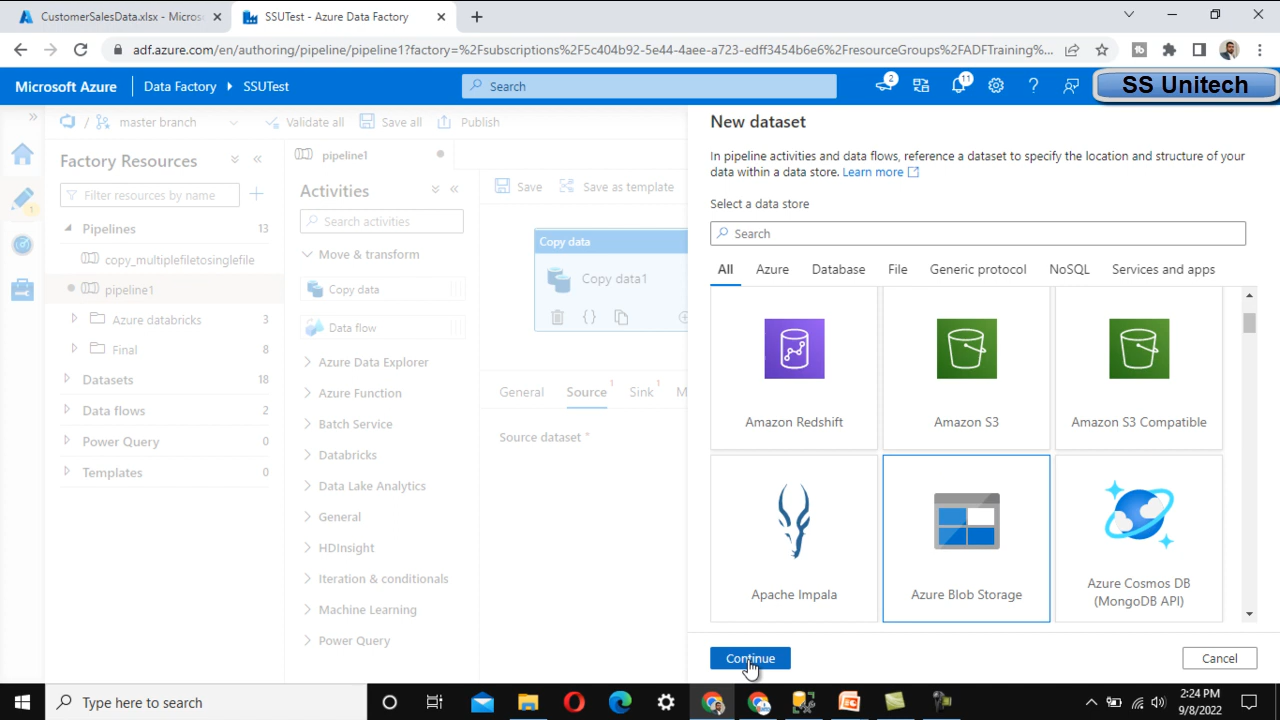 CustomerSalesData.xlsx - Micros
SSUTest - Azure Data Factory
adf.azure.com/en/authoring/pipeline/pipeline1?factory=%2Fsubscriptions%2F5c404b92-5e44-4aee-a723-edff3454b6e6%2FresourceGroups%2FADFTraining%...
Microsoft Azure
Data Factory
SSUTest
Search
2
11
SS Unitech
/
master branch
Validate all
Save all
Publish
1
Factory Resources
Filter resources by name
Pipelines 13
copy_multiplefiletosinglefile
pipeline1
Azure databricks 3
Final 8
Datasets 18
Data flows 2
Power Query 0
Templates 0
pipeline1
Activities
Search activities
Move & transform
Copy data
Data flow
Azure Data Explorer
Azure Function
Batch Service
Databricks
Data Lake Analytics
General
HDInsight
Iteration & conditionals
Machine Learning
Power Query
Save
Save as template
Copy data
Copy data1
{}
General
Source 1
Sink 1
M
Source dataset *
New dataset
In pipeline activities and data flows, reference a dataset to specify the location and structure of your
data within a data store. Learn more
Select a data store
Search
All Azure Database File Generic protocol NoSQL Services and apps
Amazon Redshift
Amazon S3
Amazon S3 Compatible
Apache Impala
Azure Blob Storage
Azure Cosmos DB
(MongoDB API)
Continue
Cancel
Type here to search
2:24 PM
9/8/2022